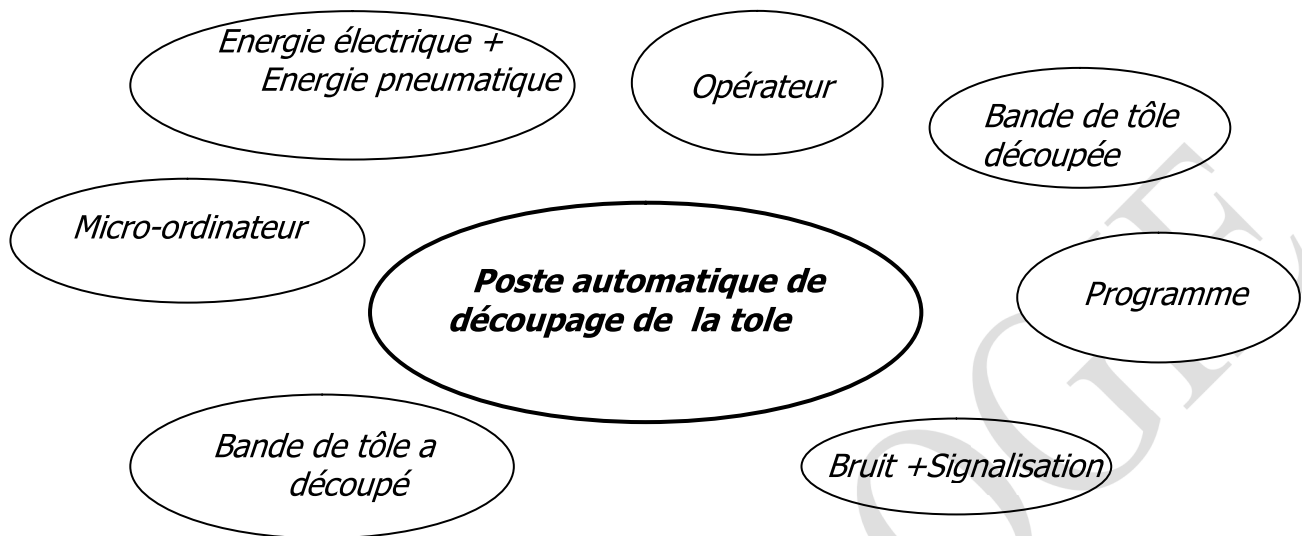 Energie électrique +
Energie pneumatique
Opérateur
Bande de tôle
découpée
Micro-ordinateur
Poste automatique de
découpage de la tole
Programme
Bande de tôle a
découpé
Bruit +Signalisation